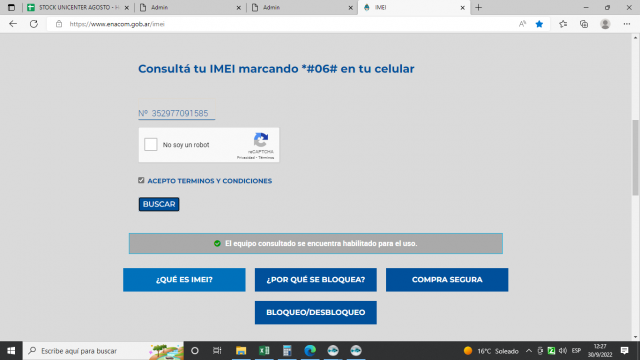 STOCK UNICENTER AGOSTO - H
Admin
Admin
IMEI
https://www.enacom.gob.ar/imei
Consultá tu IMEI marcando *#06# en tu celular
Nº 352977091585
No soy un robot
reCAPTCHA
Privacidad - Términos
ACEPTO TERMINOS Y CONDICIONES
BUSCAR
El equipo consultado se encuentra habilitado para el uso.
¿QUÉ ES IMEI?
¿POR QUÉ SE BLOQUEA?
COMPRA SEGURA
BLOQUEO/DESBLOQUEO
Escribe aquí para buscar
16°C Soleado
ESP
12:27
30/9/2022